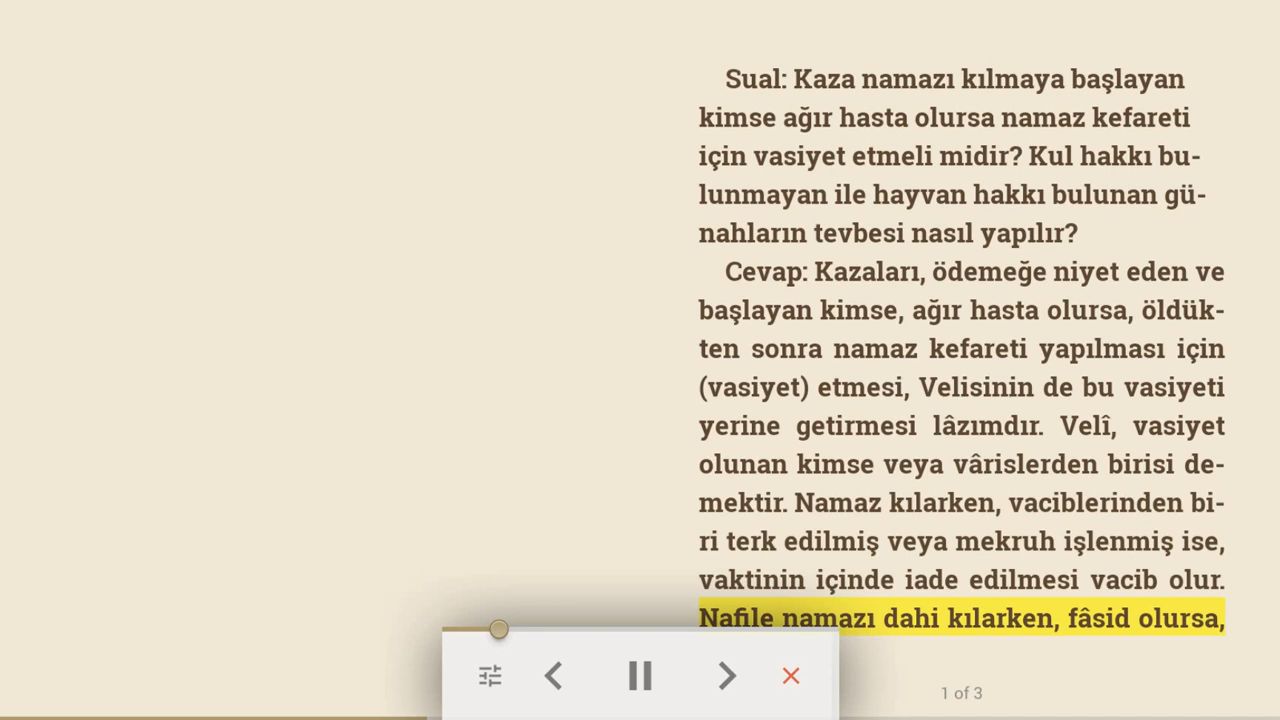 Sual: Kaza namazı kılmaya başlayan
kimse ağır hasta olursa namaz kefareti
için vasiyet etmeli midir? Kul hakkı bu-
lunmayan ile hayvan hakkı bulunan gü-
nahların tevbesi nasıl yapılır?
Cevap: Kazaları, ödemeğe niyet eden ve
başlayan kimse, ağır hasta olursa, öldük-
ten sonra namaz kefareti yapılması için
(vasiyet) etmesi, Velisinin de bu vasiyeti
yerine getirmesi lâzımdır. Velî, vasiyet
olunan kimse veya vârislerden birisi de-
mektir. Namaz kılarken, vaciblerinden bi-
ri terk edilmiş veya mekruh işlenmiş ise,
vaktinin içinde iade edilmesi vacib olur.
Nafile namazı dahi kılarken, fâsid olursa,
1 of 3